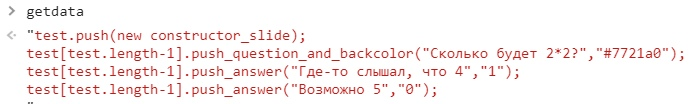 > getdata
< "test.push(new constructor_slide);
test[test.length-1].push_question_and_backcolor("Сколько будет 2*2?","#7721a0");
test[test.length-1].push_answer("Где-то слышал, что 4","1");
test[test.length-1].push_answer("Возможно 5","0");
"